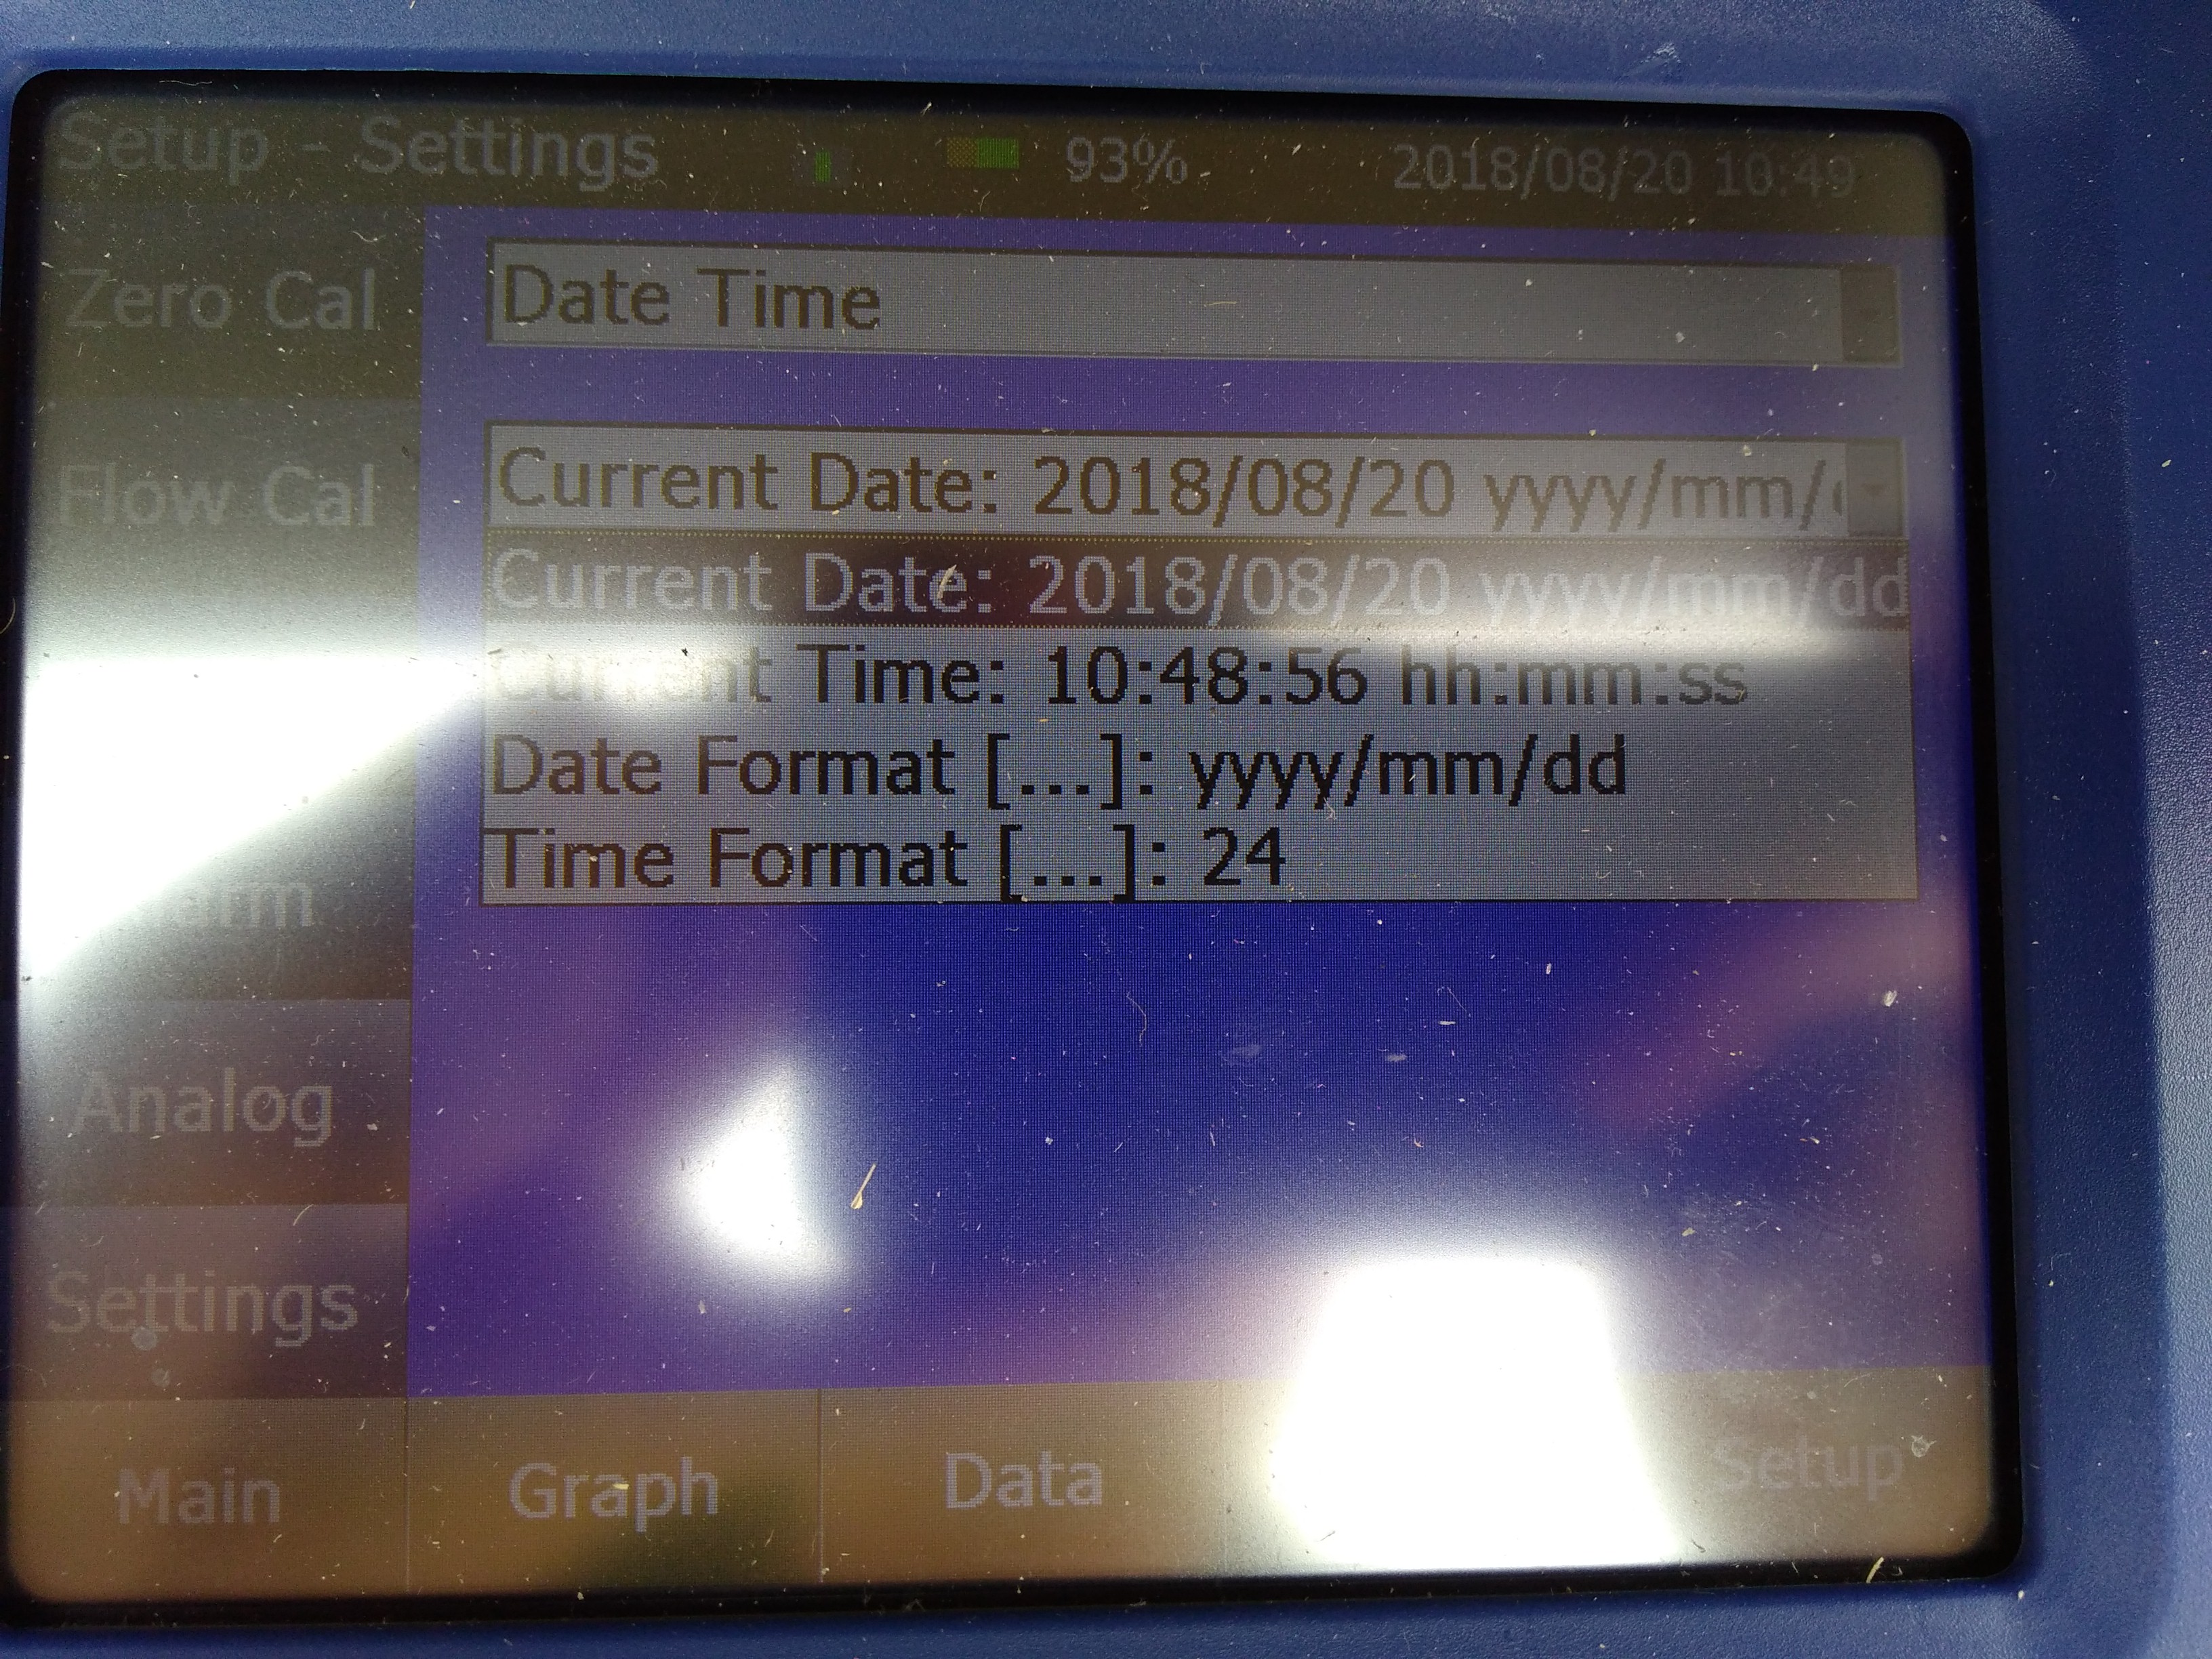 Setup - Settings 93% 2018/08/20 10:49
Zero Cal
Date Time
Flow Cal
Current Date: 2018/08/20 yyyy/mm/
Current Date: 2018/08/20 yyyy/mm/dd
Current Time: 10:48:56 hh:mm:ss
Date Format [...]: yyyy/mm/dd
Time Format [...]: 24
Analog
Settings
Main Graph Data Setup